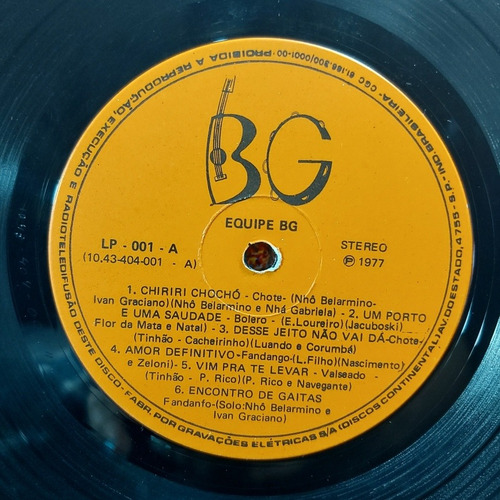 BG
EQUIPE BG
LP - 001 - A
(10.43-404-001 - A)
STEREO
Ⓟ 1977
1. CHIRIRI CHOCHÓ - Chote- (Nhô Belarmino-
Ivan Graciano)(Nhô Belarmino e Nhá Gabriela) - 2. UM PORTO
E UMA SAUDADE - Bolero - (E.Loureiro)(Jacuboski)
Flor da Mata e Natal) - 3. DESSE JEITO NÃO VAI DÁ-Chote-
(Tinhão - Cacheirinho)(Luando e Corumbá)
4. AMOR DEFINITIVO-Fandango-(L.Filho)(Nascimento
e Zeloni)- 5. VIM PRA TE LEVAR - Valseado -
(Tinhão - P. Rico)(P. Rico e Navegante)
6. ENCONTRO DE GAITAS
Fandanfo-(Solo:Nhô Belarmino e
Ivan Graciano)
FABR. POR GRAVAÇÕES ELÉTRICAS S/A (DISCOS CONTINENTAL) AV. DO ESTADO, 4755 - S.P. IND. BRASILEIRA - CGC 61.166.300/0001-00 - PROIBIDA A REPRODUÇÃO, EXECUÇÃO E RADIOTELEDIFUSÃO DESTE DISCO -